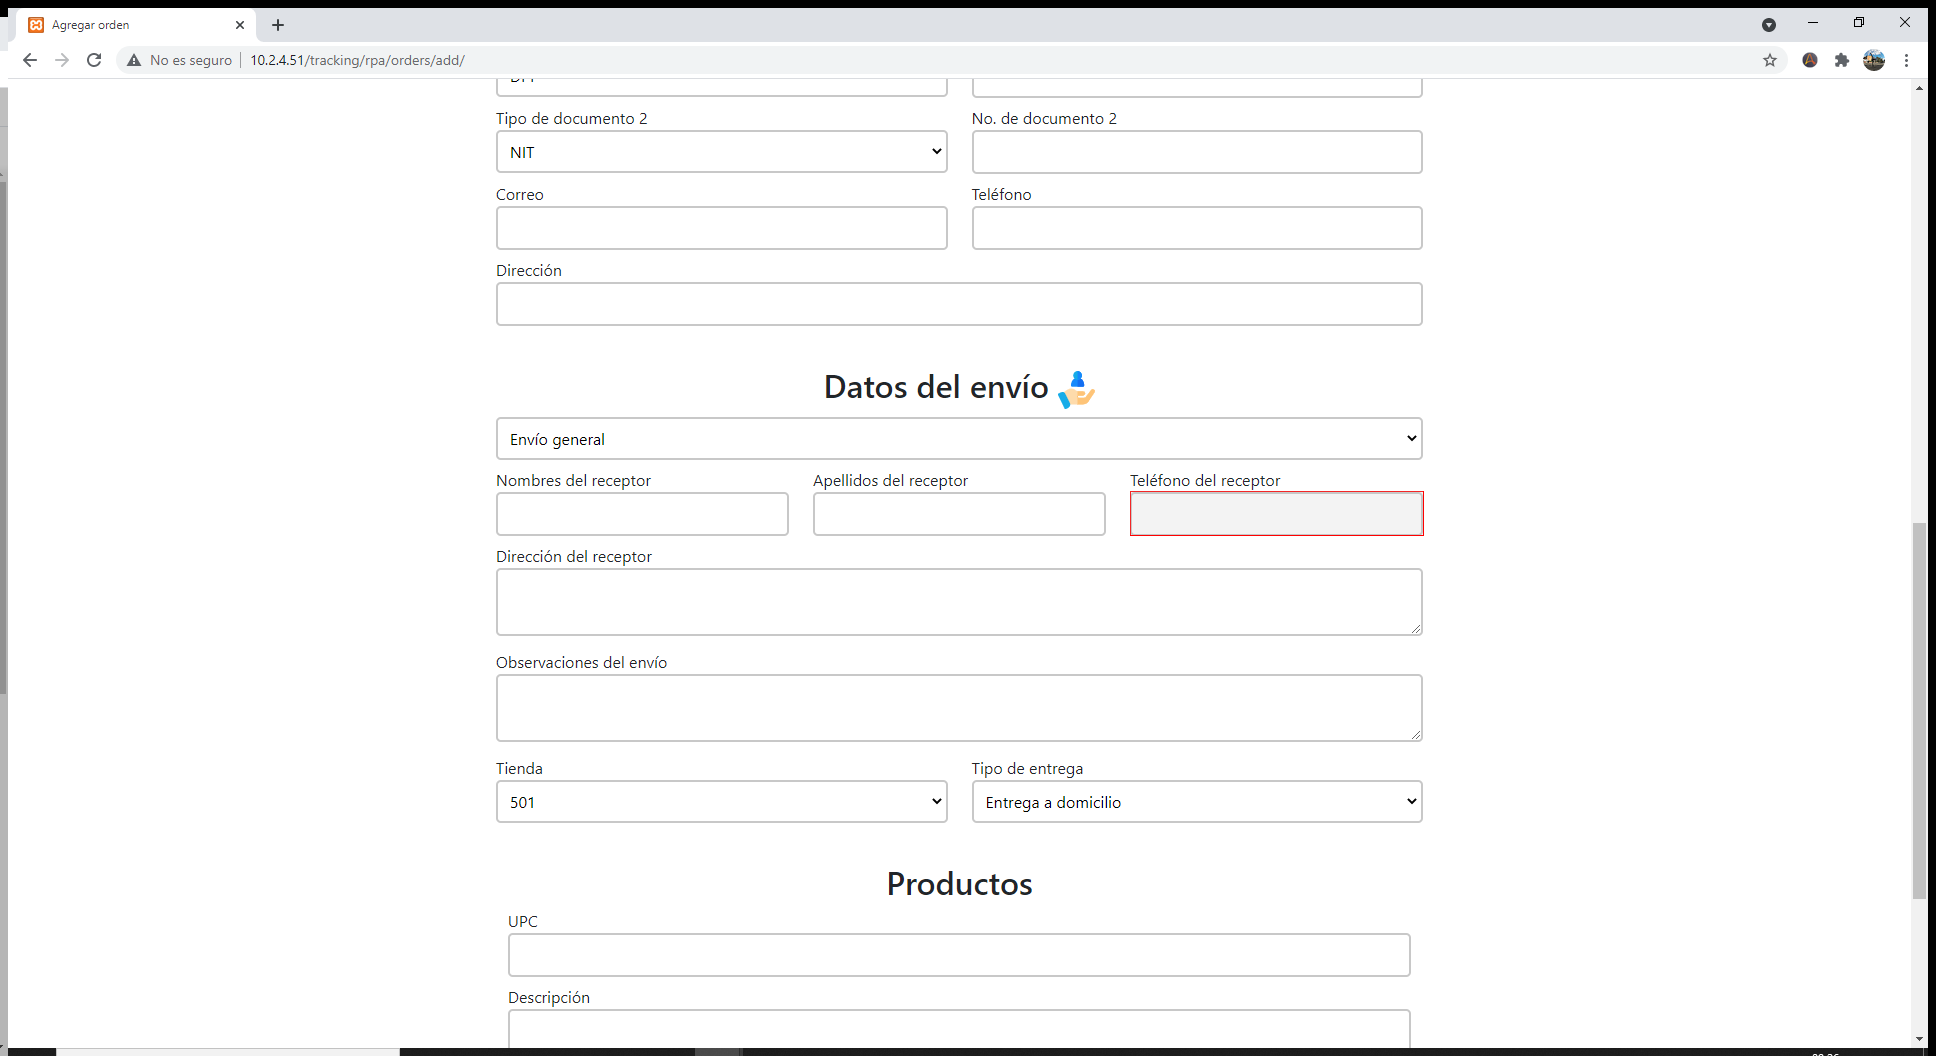 Agregar orden
No es seguro 10.2.4.51/tracking/rpa/orders/add/
Tipo de documento 2 No. de documento 2
NIT
Correo Teléfono
Dirección
Datos del envío
Envío general
Nombres del receptor Apellidos del receptor Teléfono del receptor
Dirección del receptor
Observaciones del envío
Tienda Tipo de entrega
501 Entrega a domicilio
Productos
UPC
Descripción